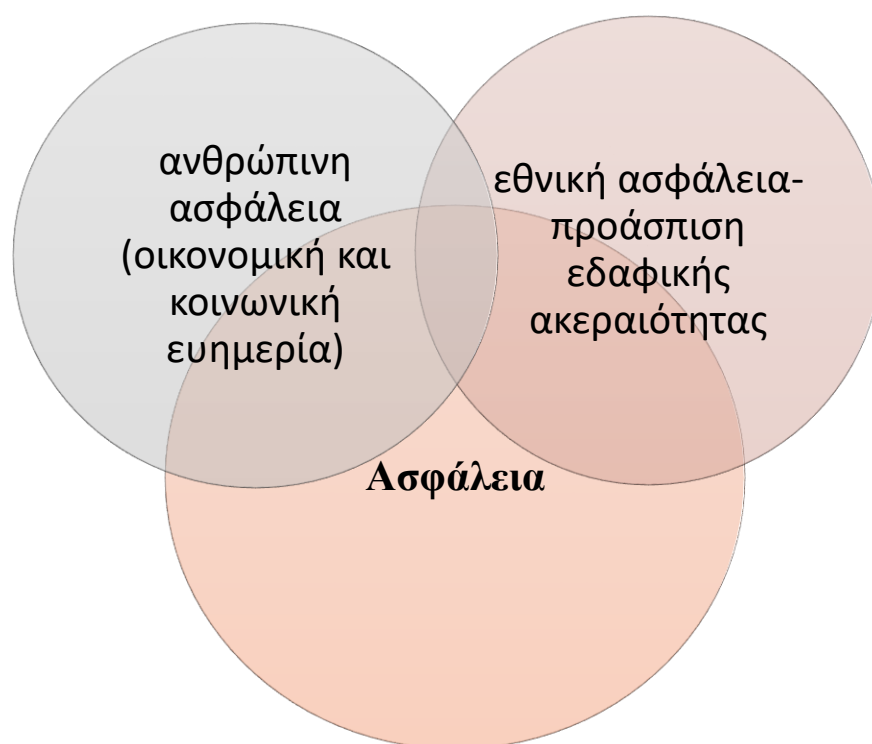 ανθρώπινη
ασφάλεια
(οικονομική και
κοινωνική
ευημερία)
εθνική ασφάλεια-
προάσπιση
εδαφικής
ακεραιότητας
Ασφάλεια